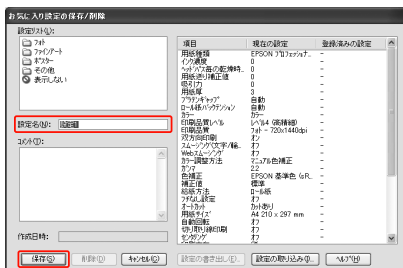 お気に入り設定の保存/削除
設定リスト(L):
フォト
ファインアート
ポスター
その他
表示しない
設定名(N):
コメント(T):
作成日時:
保存(S)
削除(D)
キャンセル(C)
項目 現在の設定 登録済みの設定
用紙種類 EPSON プロフェッショナ... -
インク濃度 0 -
ヘッドパス毎の乾燥時... 0 -
用紙送り補正値 0 -
吸引力 0 -
用紙厚 3 -
プラテンギャップ 自動 -
ロール紙バックテンション 自動 -
カラー カラー -
印刷品質レベル レベル4 (高精細) -
印刷品質 フォト - 720x1440dpi -
双方向印刷 オフ -
スムージング(文字/輪... オフ -
Webスムージング オフ -
カラー調整方法 マニュアル色補正 -
ガンマ 2.2 -
色補正 EPSON 基準色 (sR... -
補正値 標準 -
給紙方法 ロール紙 -
フチなし設定 オフ -
オートカット カットあり -
用紙サイズ A4 210 x 297 mm -
自動回転 オフ -
切り取り線印刷 オフ -
センタリング オフ -
設定の書き出し(E)...
設定の取り込み(I)...
ヘルプ(H)